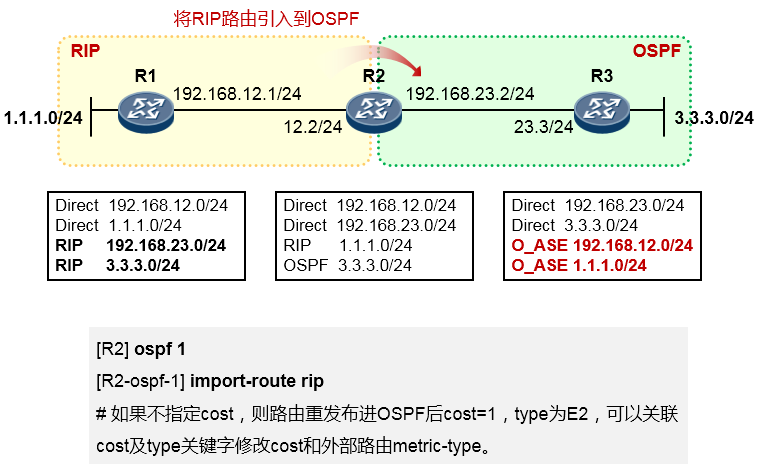 将RIP路由引入到OSPF
RIP
OSPF
R1
R2
R3
192.168.12.1/24
192.168.23.2/24
1.1.1.0/24
3.3.3.0/24
12.2/24
23.3/24
Direct 192.168.12.0/24
Direct 1.1.1.0/24
RIP 192.168.23.0/24
RIP 3.3.3.0/24
Direct 192.168.12.0/24
Direct 192.168.23.0/24
RIP 1.1.1.0/24
OSPF 3.3.3.0/24
Direct 192.168.23.0/24
Direct 3.3.3.0/24
O_ASE 192.168.12.0/24
O_ASE 1.1.1.0/24
[R2] ospf 1
[R2-ospf-1] import-route rip
# 如果不指定cost，则路由重发布进OSPF后cost=1，type为E2，可以关联
cost及type关键字修改cost和外部路由metric-type。